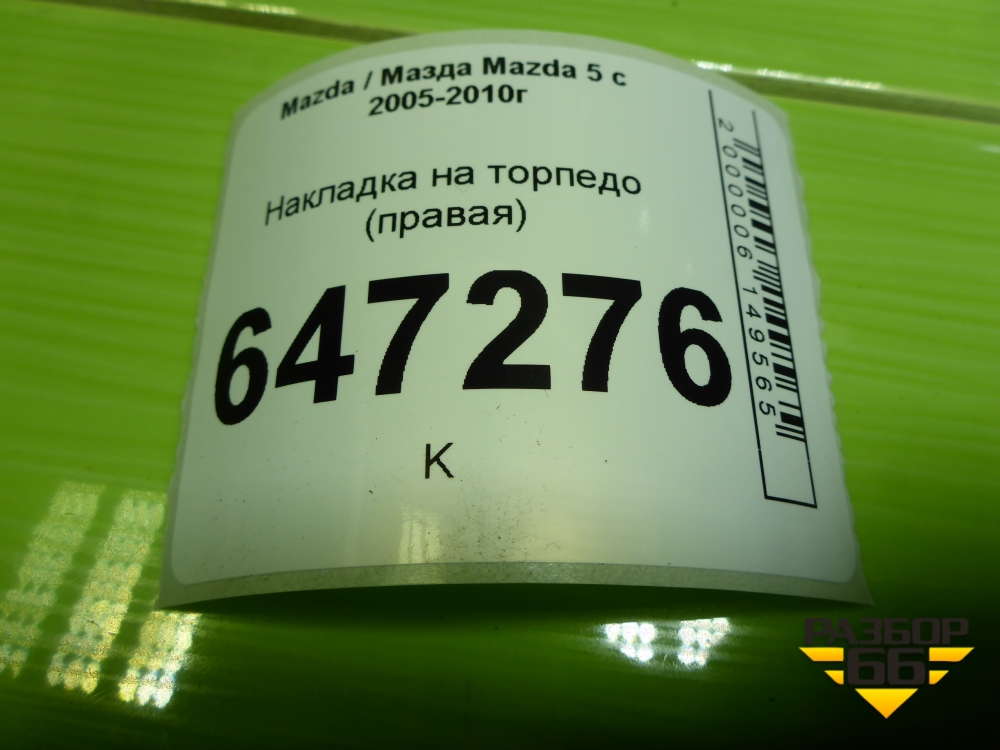 Mazda / Мазда Mazda 5 с
2005-2010г
Накладка на торпедо
(правая)
647276
К
2000006149565
РАЗБОР
66